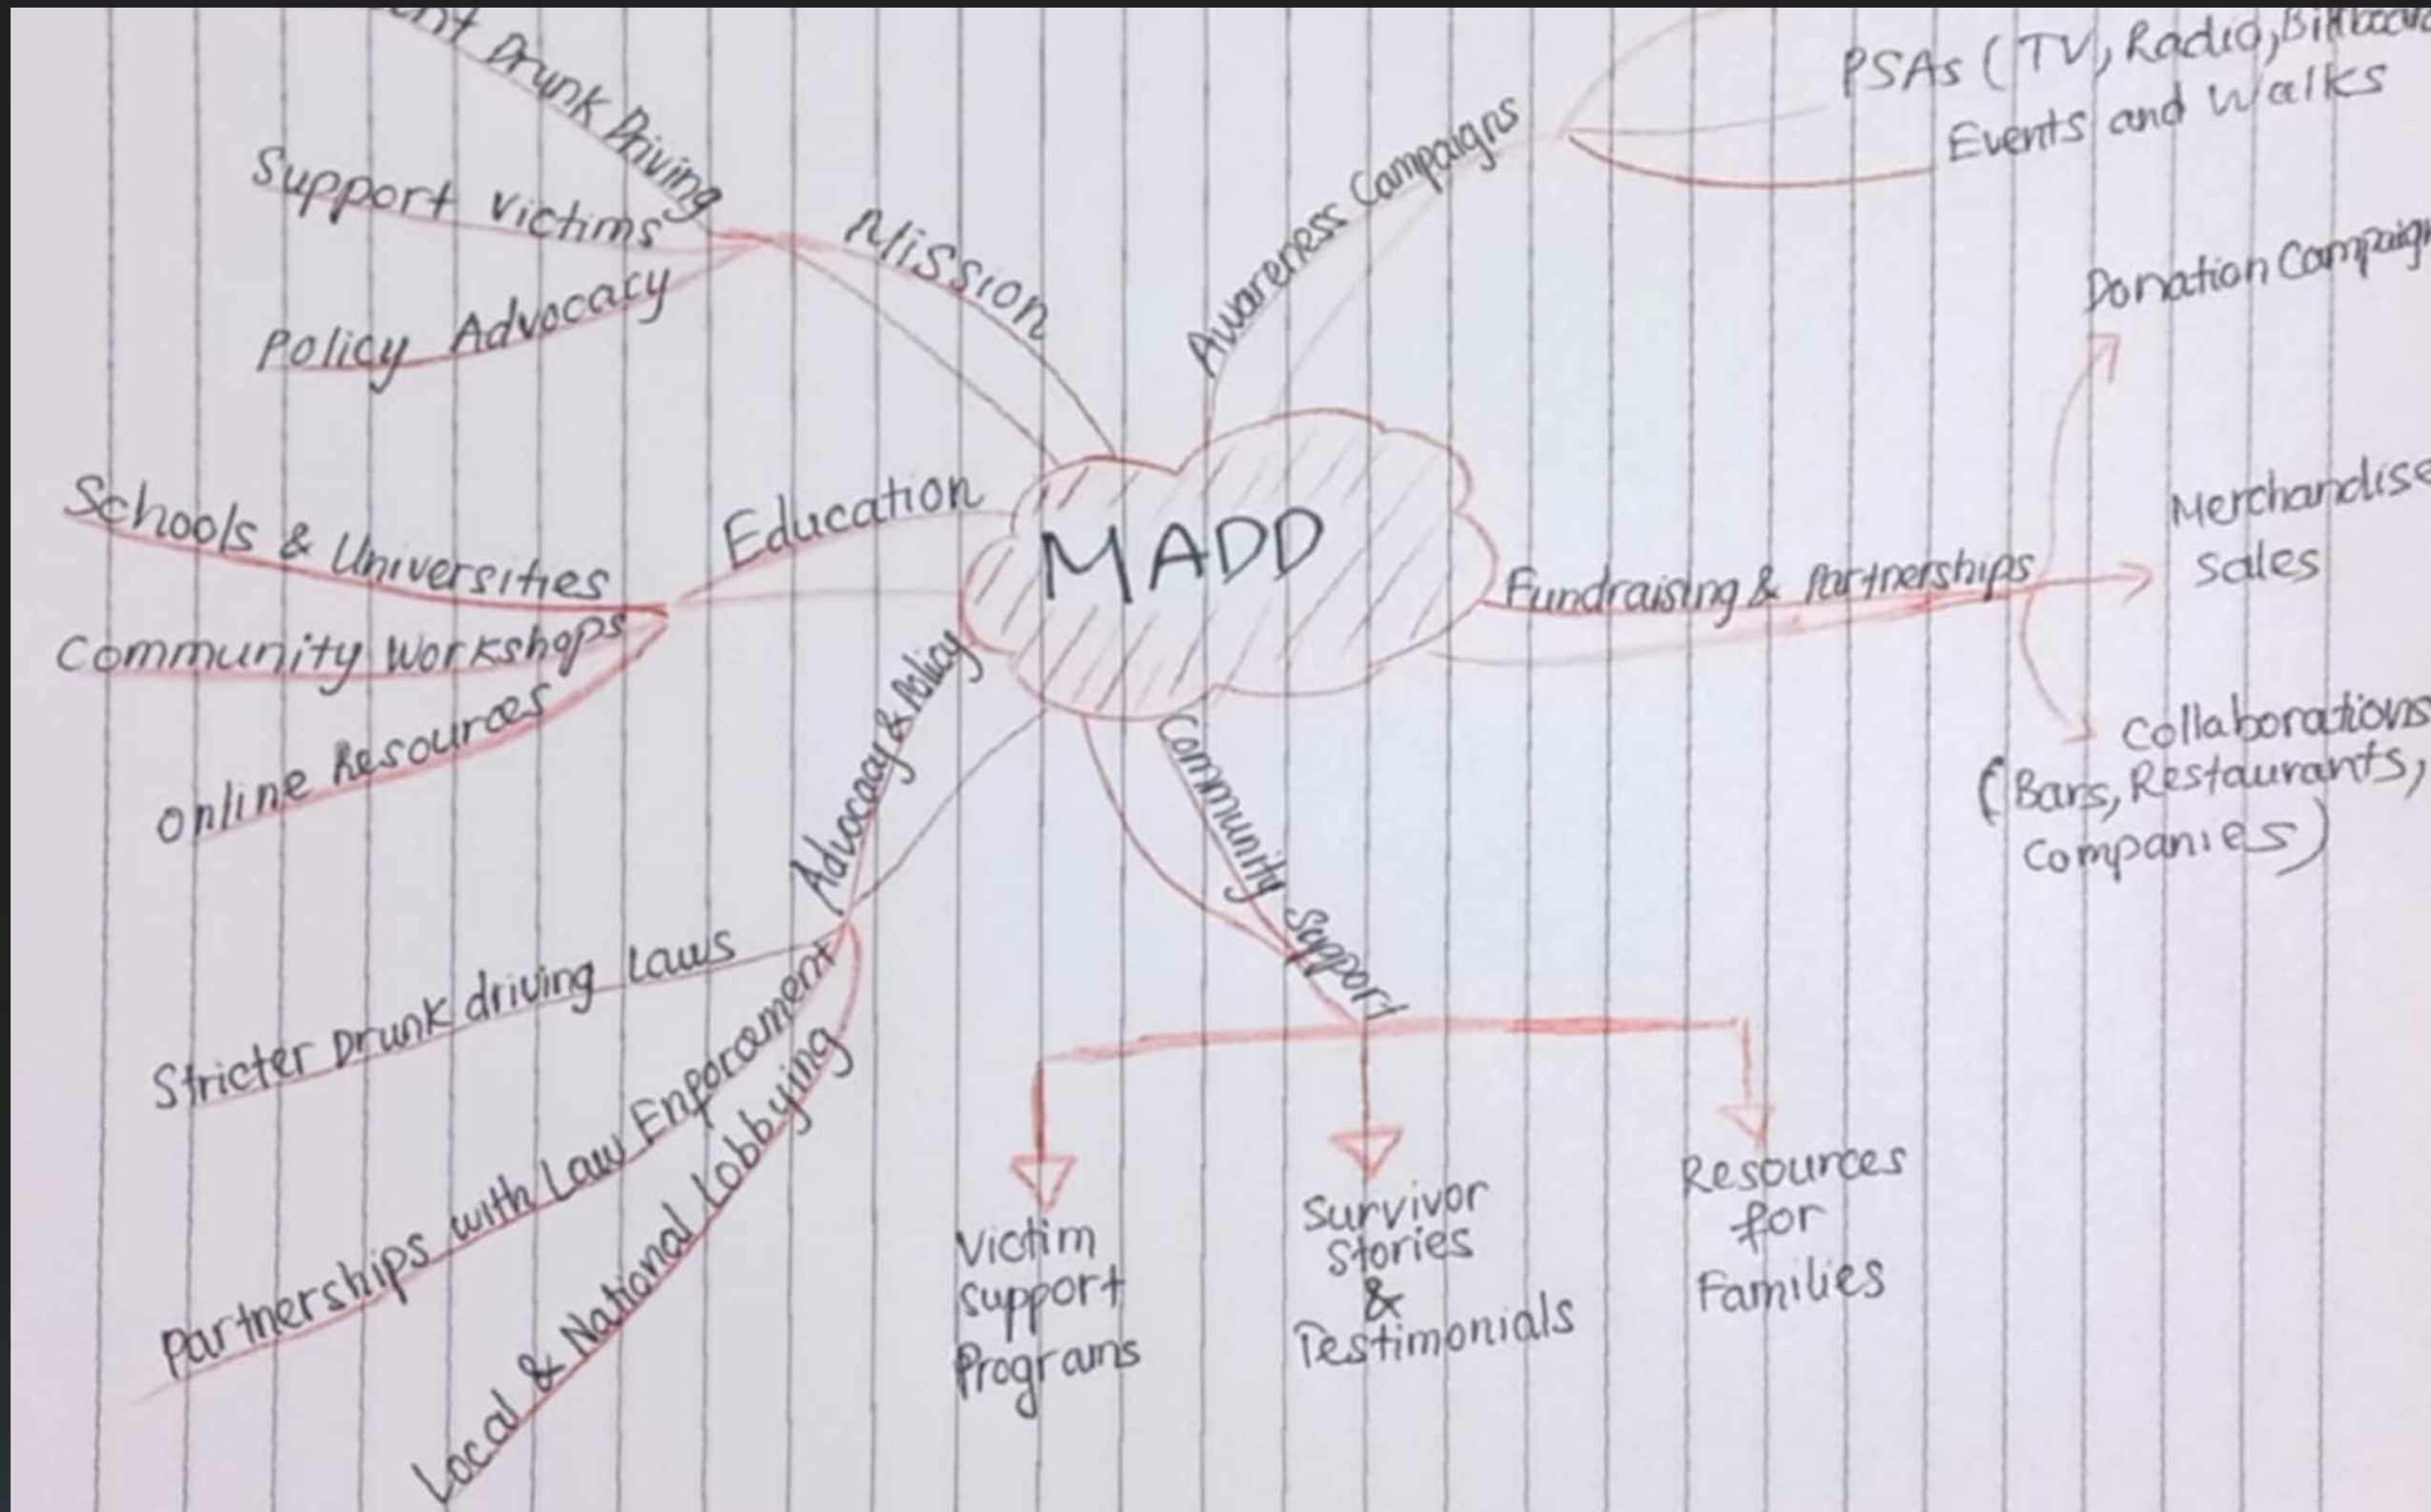 Drunk Driving
Support victims
Policy Advocacy
Mission
Awareness Campaigns
PSAs (TV, Radio,
Events and Walks
Schools & Universities
Community Workshops
Online Resources
Education
MADD
Fundraising & Partnerships
Donation
Merchandise
Sales
Collaborations
(Bars, Restaurants,
Companies)
Advocacy & Policy
Stricter Drunk driving Laws
Partnerships with Law Enforcement
Local & National Lobbying
Community Support
Victim
Support
Programs
Survivor
Stories
&
Testimonials
Resources
for
Families